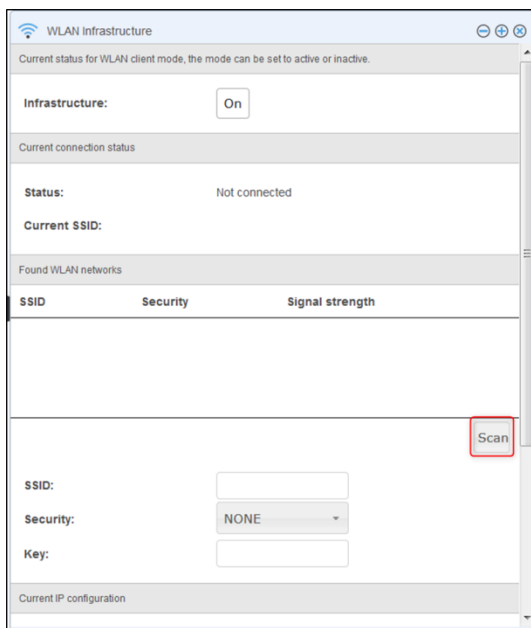 WLAN Infrastructure
Current status for WLAN client mode, the mode can be set to active or inactive.
Infrastructure: On
Current connection status
Status: Not connected
Current SSID:
Found WLAN networks
SSID Security Signal strength
Scan
SSID:
Security: NONE
Key:
Current IP configuration